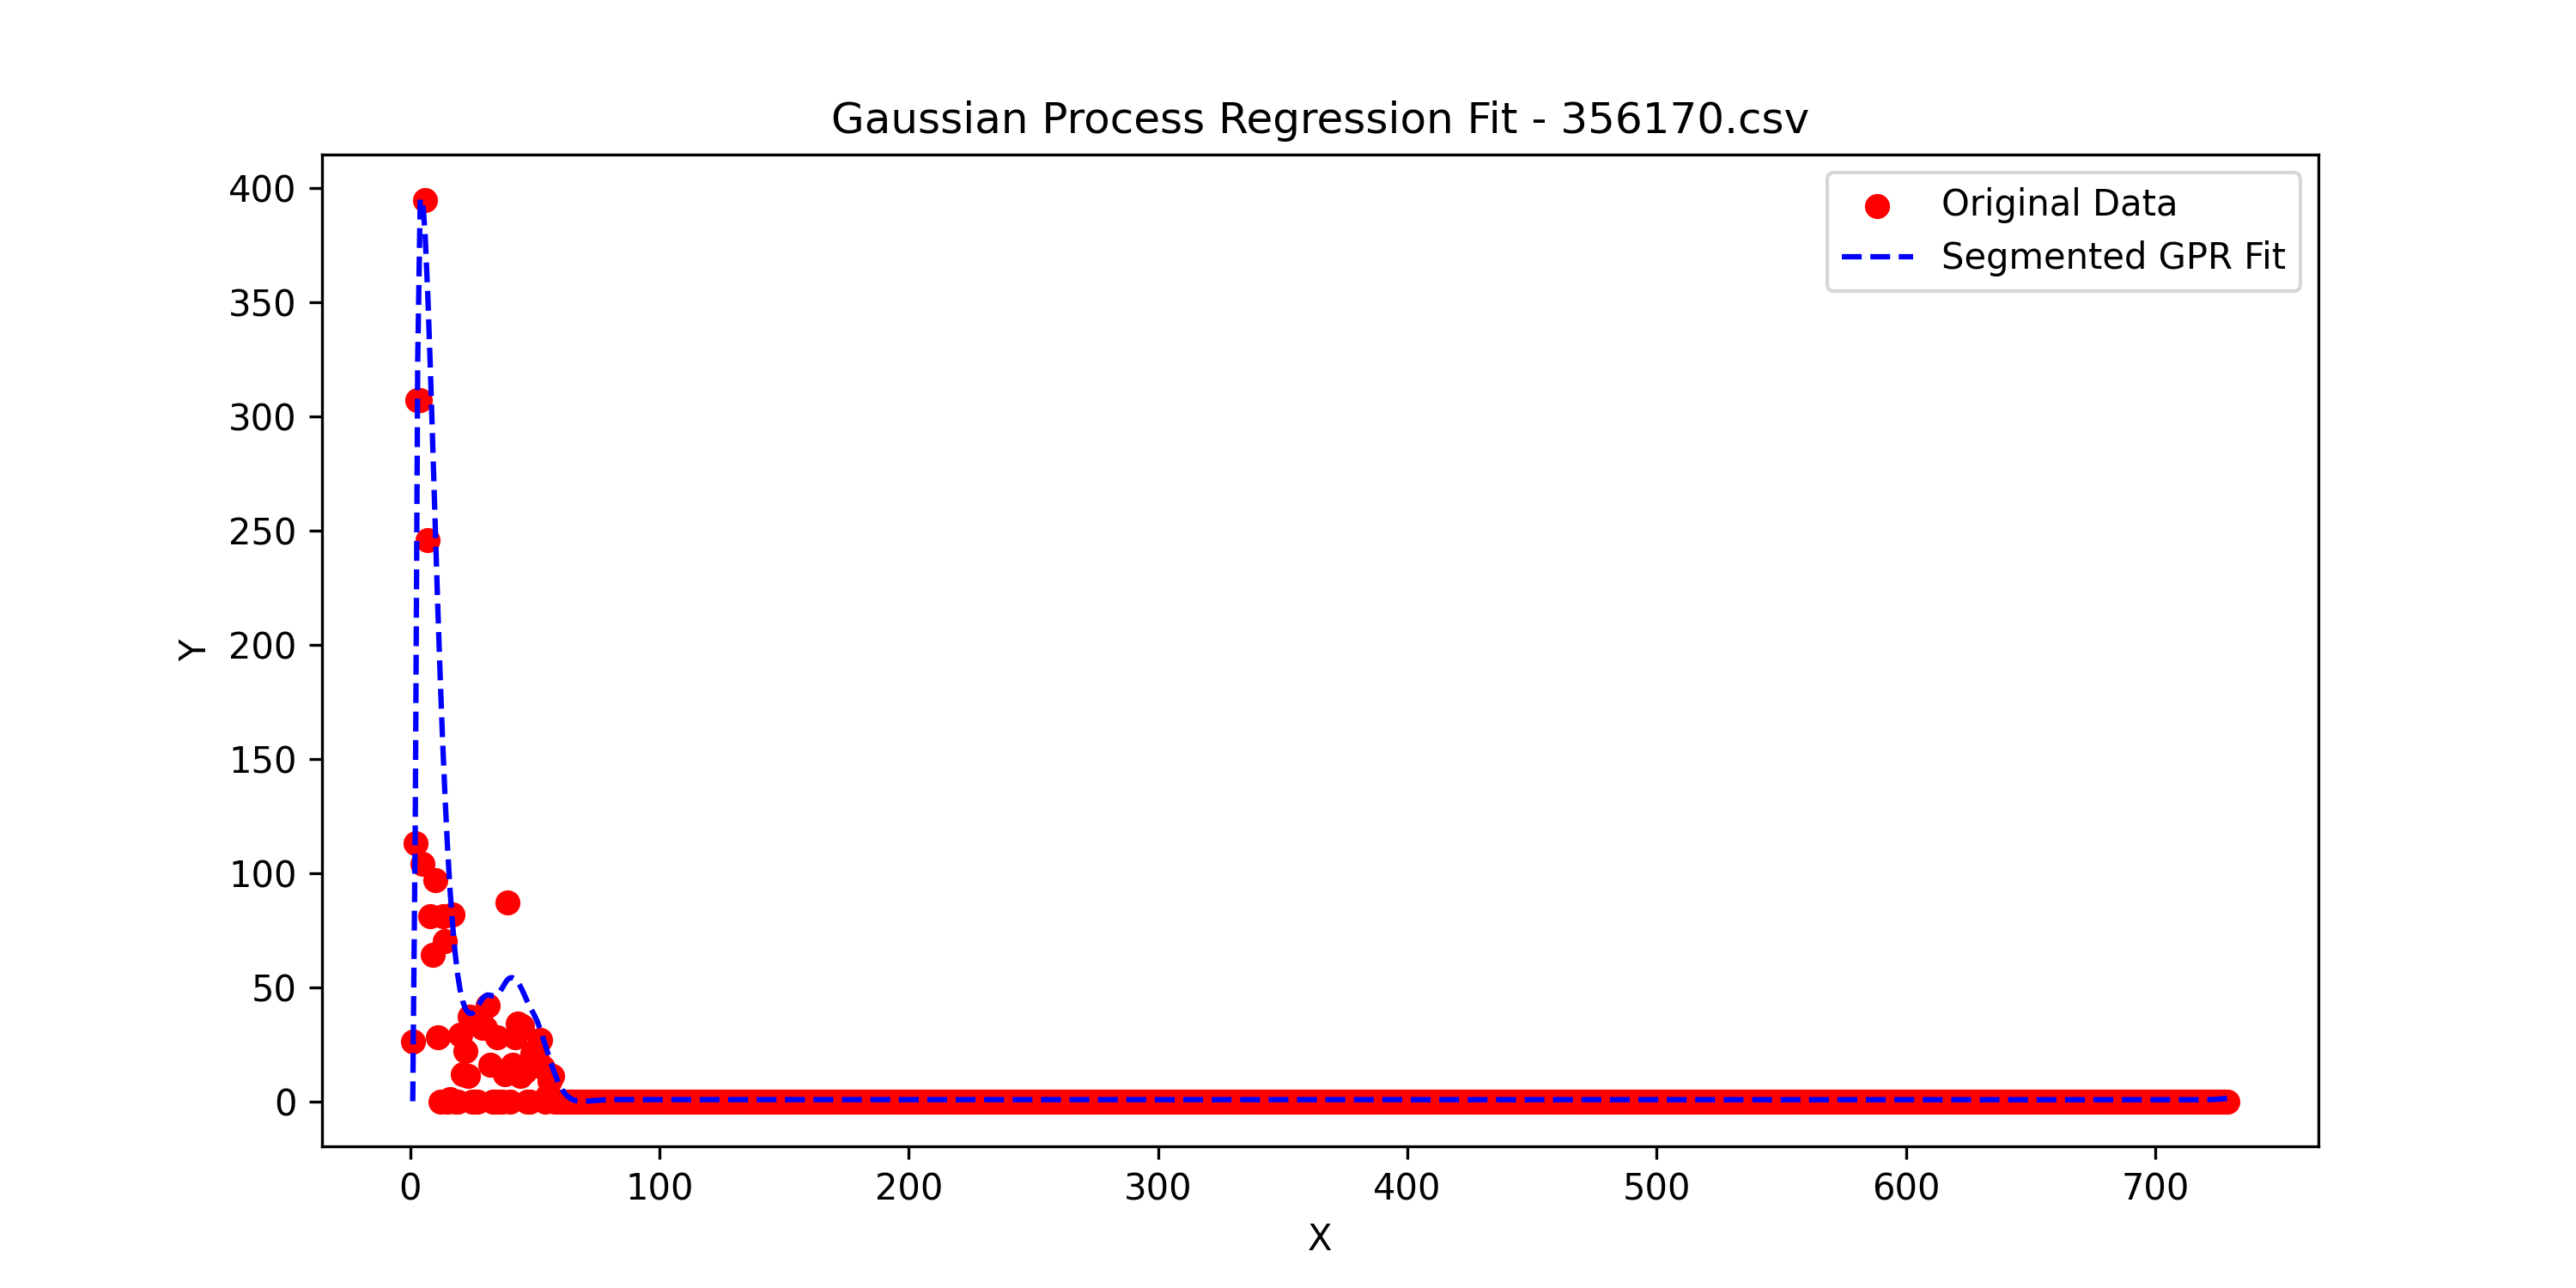 Gaussian Process Regression Fit - 356170.csv
Original Data
Segmented GPR Fit
400
350
300
250
200
150
100
50
0
Y
0 100 200 300 400 500 600 700
X